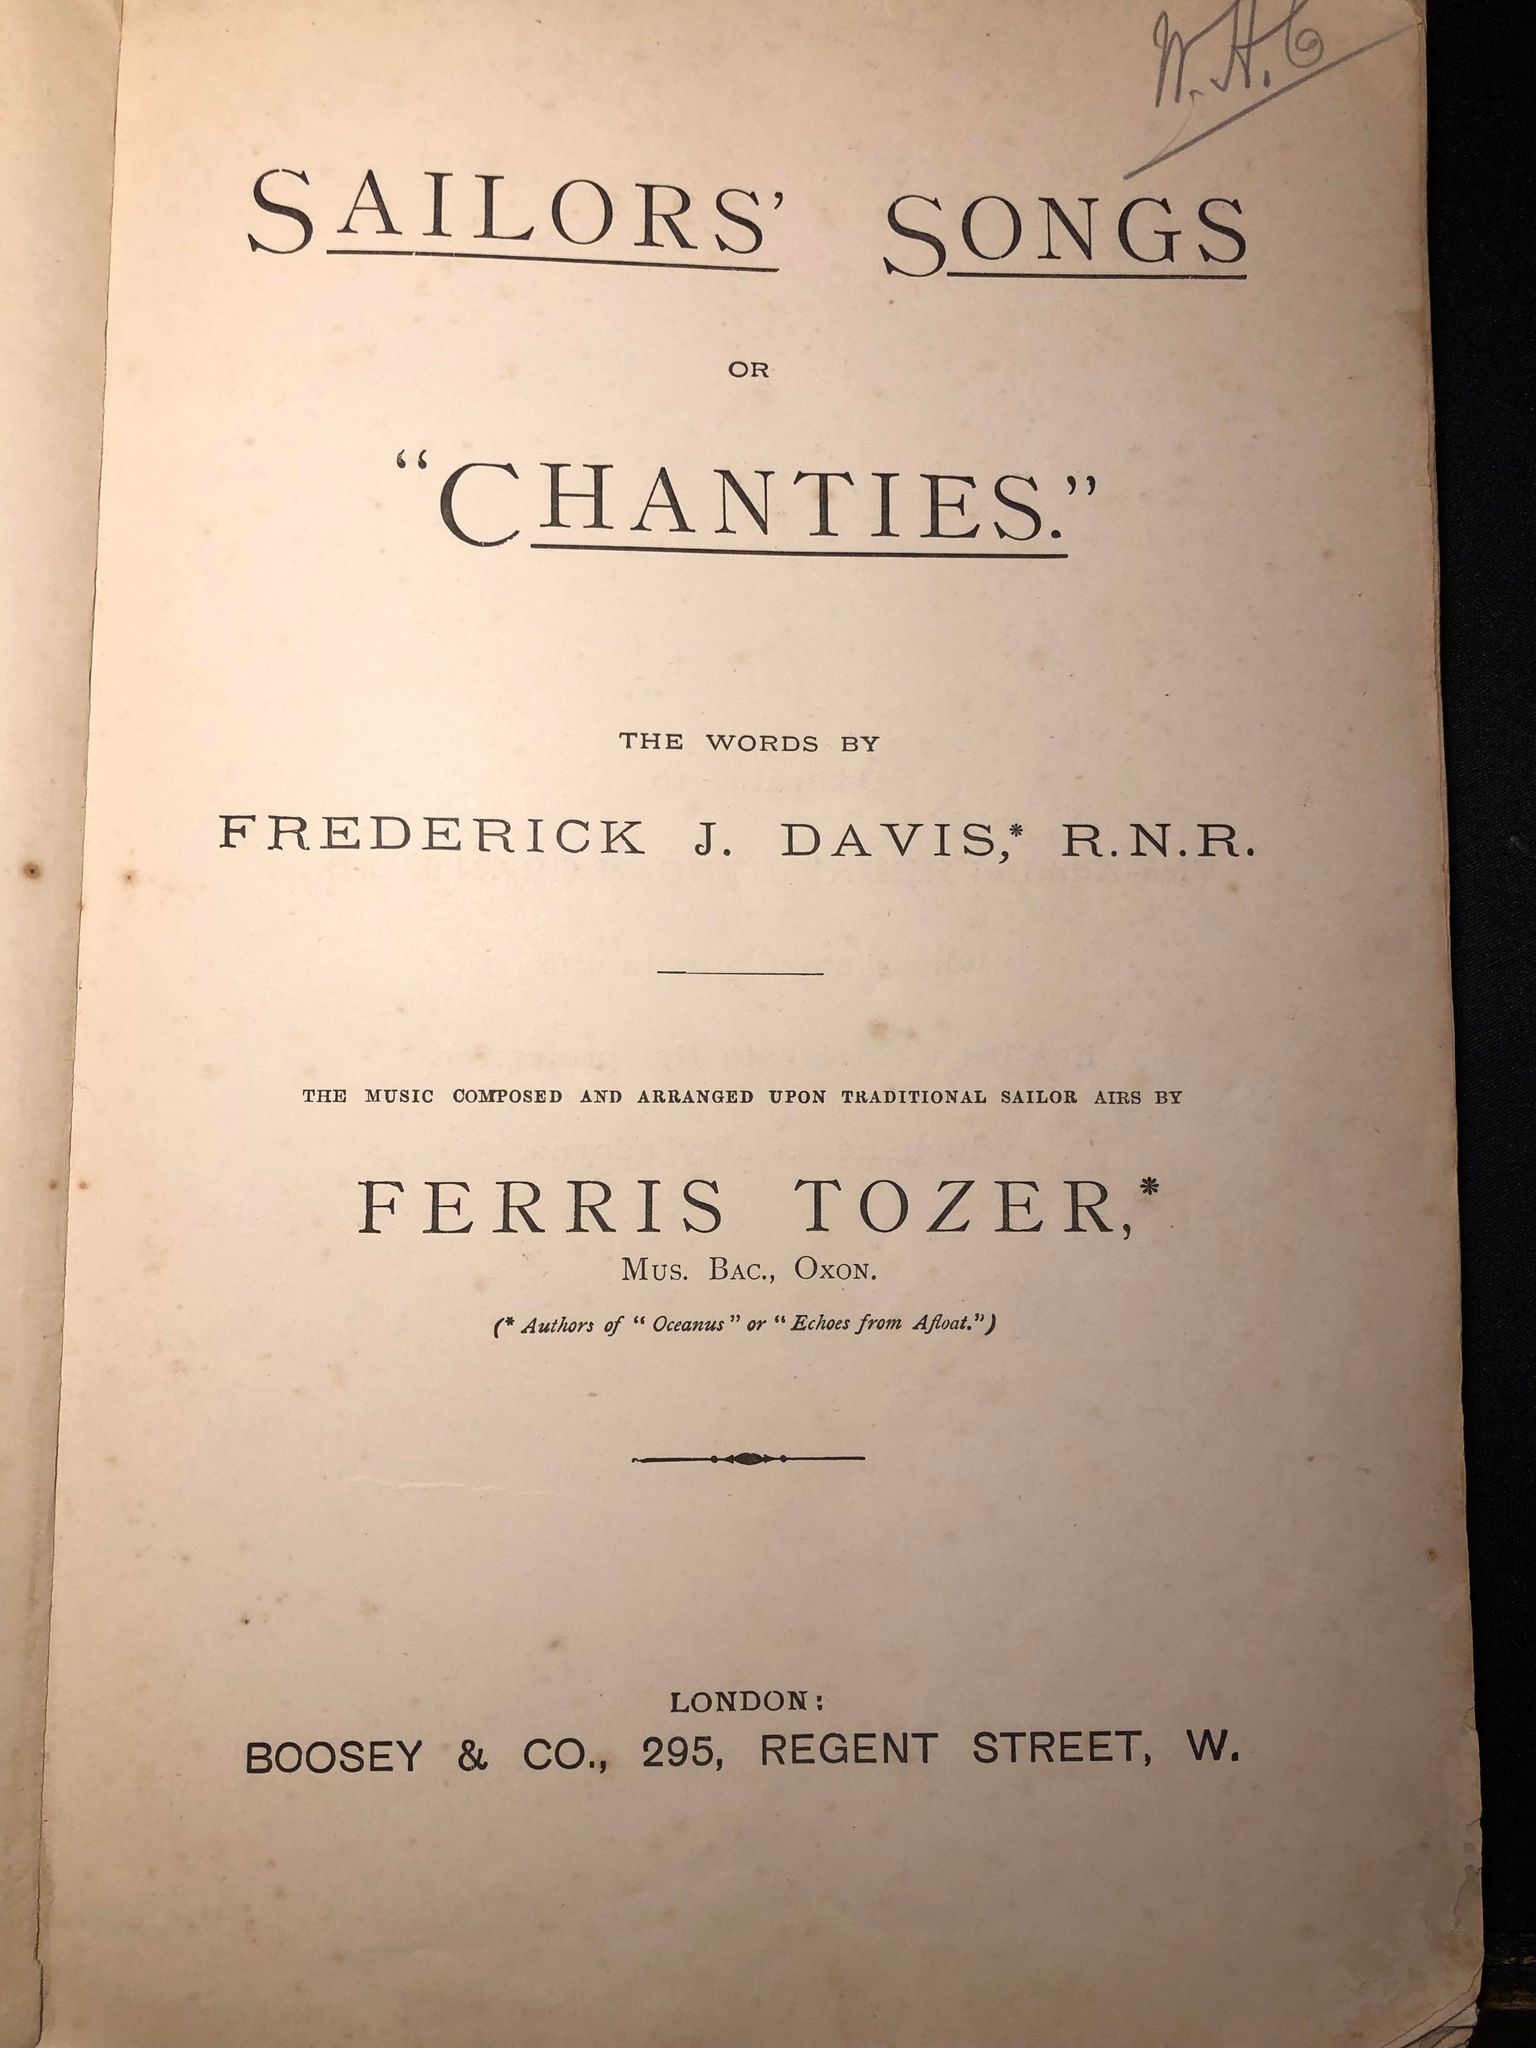 W. H. C
SAILORS' SONGS
OR
“CHANTIES.”
THE WORDS BY
FREDERICK J. DAVIS,* R.N.R.
THE MUSIC COMPOSED AND ARRANGED UPON TRADITIONAL SAILOR AIRS BY
FERRIS TOZER,*
MUS. BAC., OXON.
(* Authors of “Oceanus” or “Echoes from Afloat.”)
LONDON:
BOOSEY & CO., 295, REGENT STREET, W.